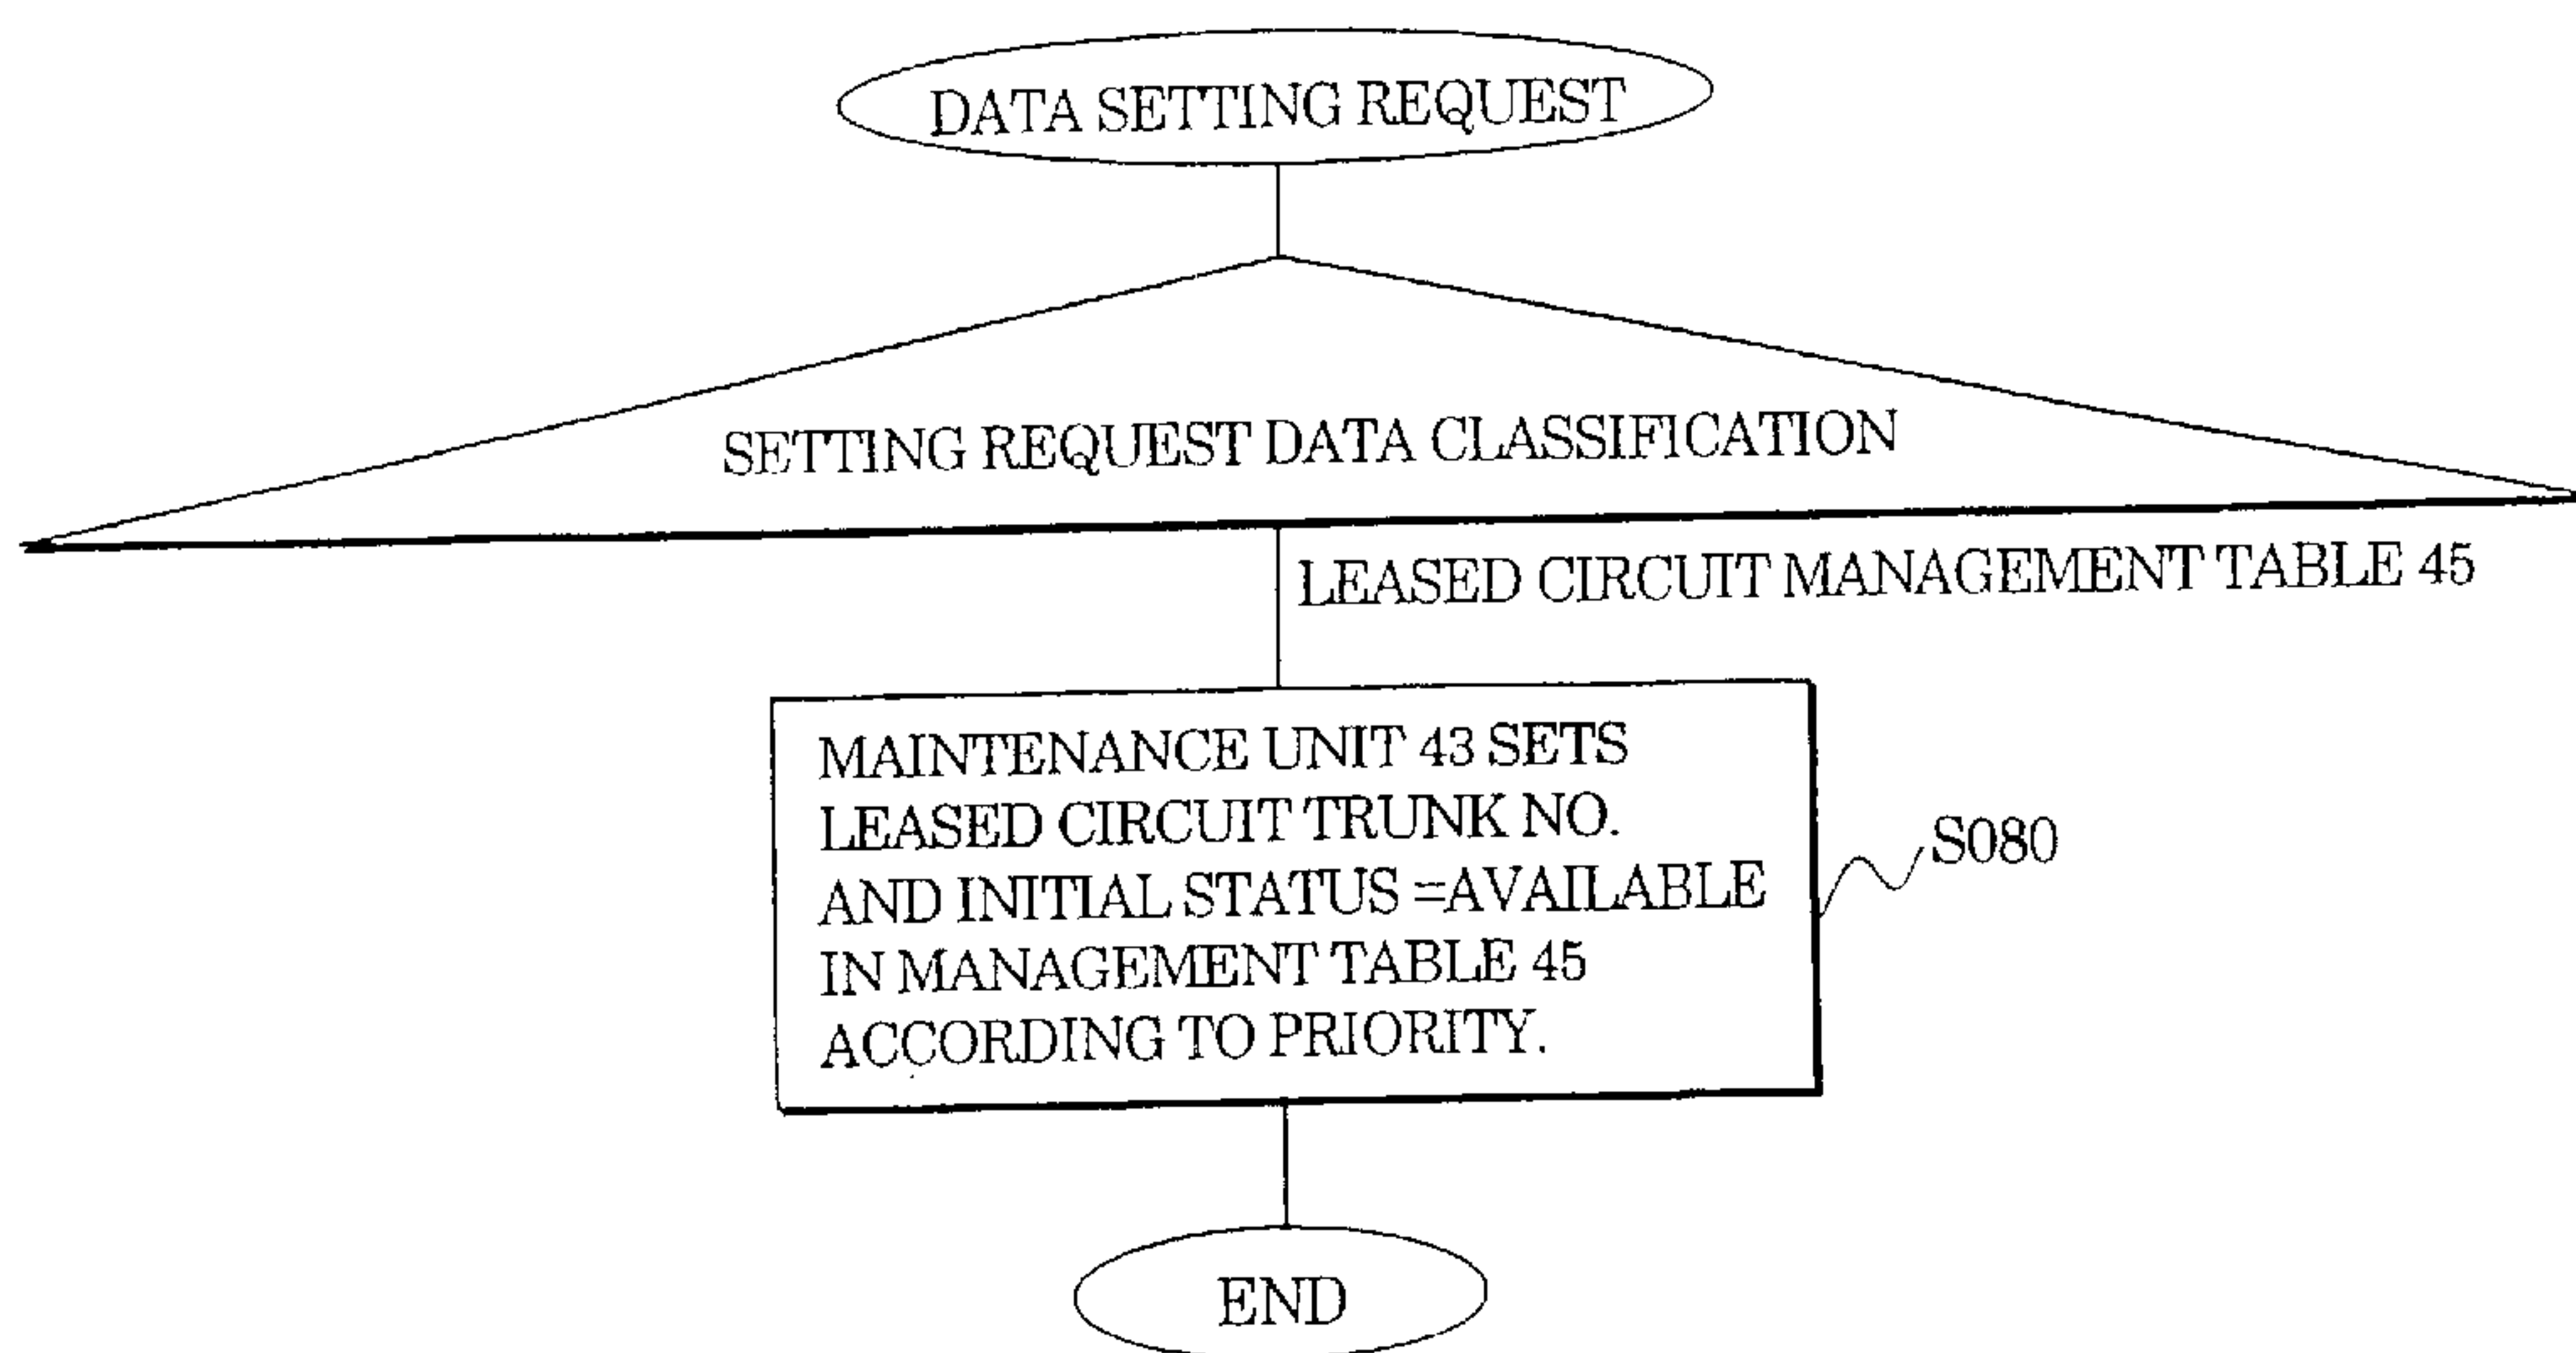 DATA SETTING REQUEST
SETTING REQUEST DATA CLASSIFICATION
LEASED CIRCUIT MANAGEMENT TABLE 45
MAINTENANCE UNIT 43 SETS
LEASED CIRCUIT TRUNK NO.
AND INITIAL STATUS =AVAILABLE
IN MANAGEMENT TABLE 45
ACCORDING TO PRIORITY.
S080
END